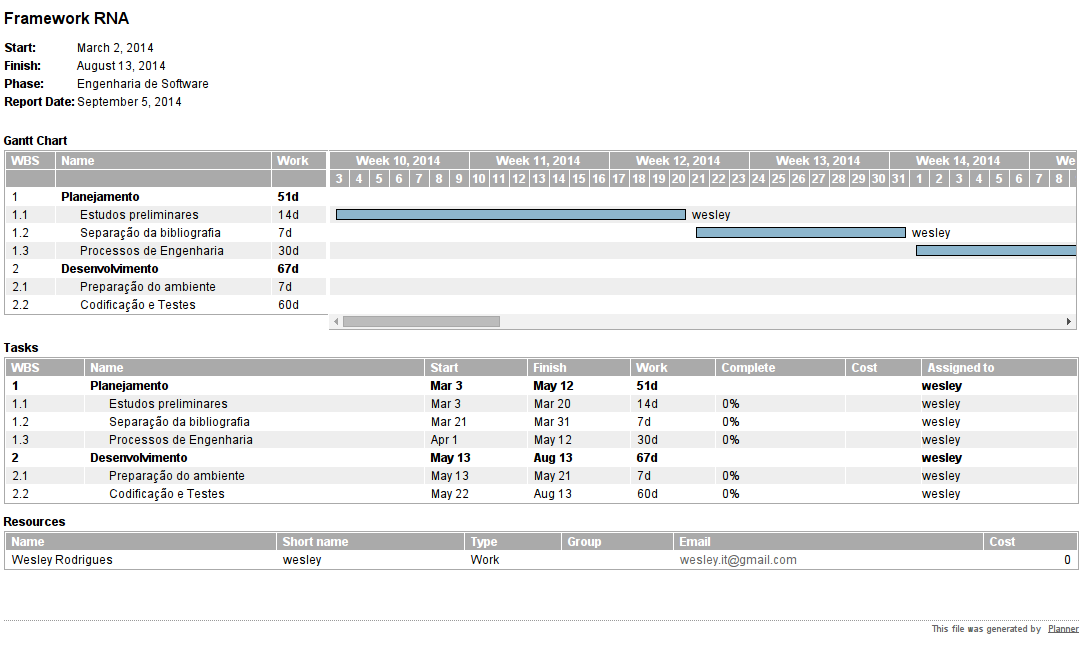 Framework RNA
Start: March 2, 2014
Finish: August 13, 2014
Phase: Engenharia de Software
Report Date: September 5, 2014
Gantt Chart
WBS Name Work Week 10, 2014 Week 11, 2014 Week 12, 2014 Week 13, 2014 Week 14, 2014 We
3 4 5 6 7 8 9 10 11 12 13 14 15 16 17 18 19 20 21 22 23 24 25 26 27 28 29 30 31 1 2 3 4 5 6 7 8
1 Planejamento 51d
1.1 Estudos preliminares 14d wesley
1.2 Separação da bibliografia 7d wesley
1.3 Processos de Engenharia 30d
2 Desenvolvimento 67d
2.1 Preparação do ambiente 7d
2.2 Codificação e Testes 60d
Tasks
WBS Name Start Finish Work Complete Cost Assigned to
1 Planejamento Mar 3 May 12 51d wesley
1.1 Estudos preliminares Mar 3 Mar 20 14d 0% wesley
1.2 Separação da bibliografia Mar 21 Mar 31 7d 0% wesley
1.3 Processos de Engenharia Apr 1 May 12 30d 0% wesley
2 Desenvolvimento May 13 Aug 13 67d wesley
2.1 Preparação do ambiente May 13 May 21 7d 0% wesley
2.2 Codificação e Testes May 22 Aug 13 60d 0% wesley
Resources
Name Short name Type Group Email Cost
Wesley Rodrigues wesley Work wesley.it@gmail.com 0
This file was generated by Planner